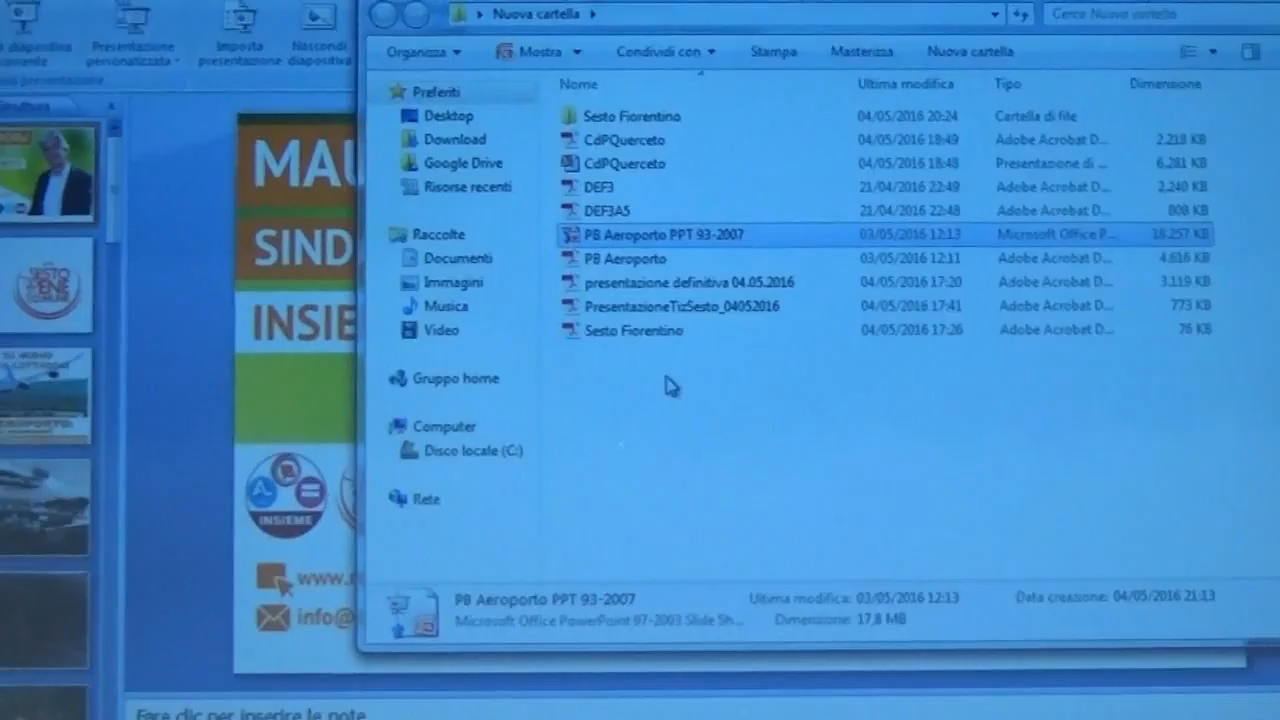 Nuova cartella
Cerca Nuova cartella
Presentazione
personalizzata
Imposta
presentazione
Nascondi
diapositiva
Organizza
Mostra
Condividi con
Stampa
Masterizza
Nuova cartella
Nome
Ultima modifica
Tipo
Dimensione
Preferiti
Desktop
Download
Google Drive
Risorse recenti
Raccolte
Documenti
Immagini
Musica
Video
Gruppo home
Computer
Disco locale (C:)
Rete
Sesto Fiorentino 04/05/2016 20:24 Cartella di file
CdPQuerceto 04/05/2016 18:49 Adobe Acrobat D... 2.218 KB
CdPQuerceto 04/05/2016 18:48 Presentazione di ... 6.281 KB
DEF3 21/04/2016 22:49 Adobe Acrobat D... 2.240 KB
DEF3A5 21/04/2016 22:48 Adobe Acrobat D... 808 KB
PB Aeroporto PPT 93-2007 03/05/2016 12:13 Microsoft Office P... 18.257 KB
PB Aeroporto 03/05/2016 12:11 Adobe Acrobat D... 4.616 KB
presentazione definitiva 04.05.2016 04/05/2016 17:20 Adobe Acrobat D... 3.119 KB
PresentazioneTizSesto_04052016 04/05/2016 17:41 Adobe Acrobat D... 773 KB
Sesto Fiorentino 04/05/2016 17:26 Adobe Acrobat D... 76 KB
PB Aeroporto PPT 93-2007 Ultima modifica: 03/05/2016 12:13 Data creazione: 04/05/2016 21:13
Microsoft Office PowerPoint 97-2003 Slide Sh... Dimensione: 17,8 MB
MAU
SIND
INSIE
INSIEME
www.
info@
SESTO
BENE
COMUNE
Fare clic per inserire le note